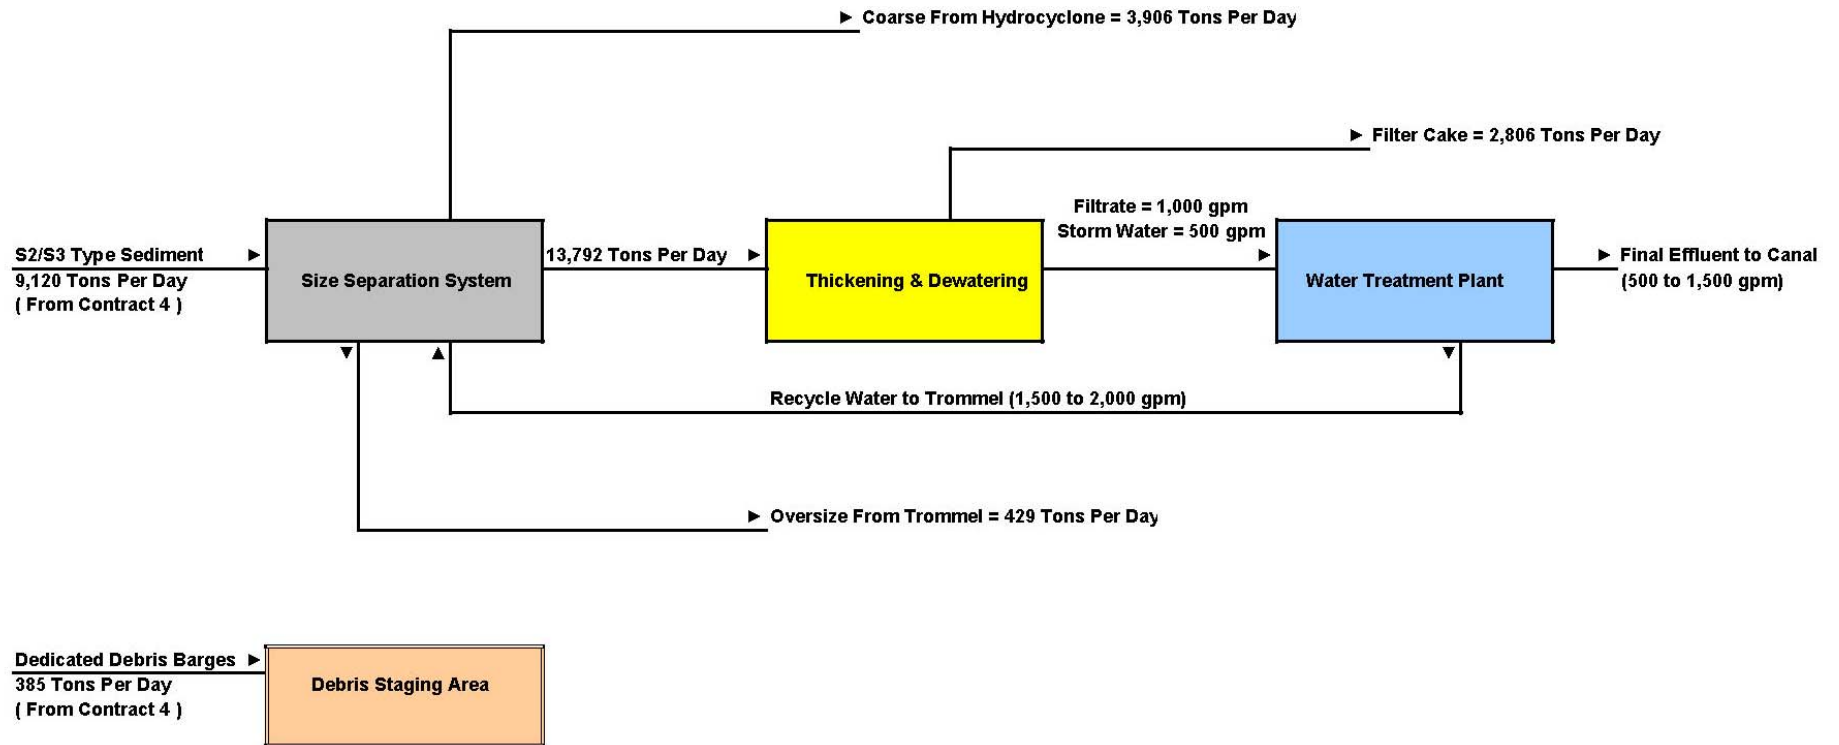 Coarse From Hydrocyclone = 3,906 Tons Per Day
Filter Cake = 2,806 Tons Per Day
Filtrate = 1,000 gpm
Storm Water = 500 gpm
S2/S3 Type Sediment
9,120 Tons Per Day
( From Contract 4 )
Size Separation System
13,792 Tons Per Day
Thickening & Dewatering
Water Treatment Plant
Final Effluent to Canal
(500 to 1,500 gpm)
Recycle Water to Trommel (1,500 to 2,000 gpm)
Oversize From Trommel = 429 Tons Per Day
Dedicated Debris Barges
385 Tons Per Day
( From Contract 4 )
Debris Staging Area